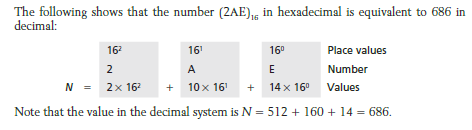 The following shows that the number (2AE)₁₆ in hexadecimal is equivalent to 686 in
decimal:
16² 16¹ 16⁰ Place values
2 A E Number
N = 2 × 16² + 10 × 16¹ + 14 × 16⁰ Values
Note that the value in the decimal system is N = 512 + 160 + 14 = 686.